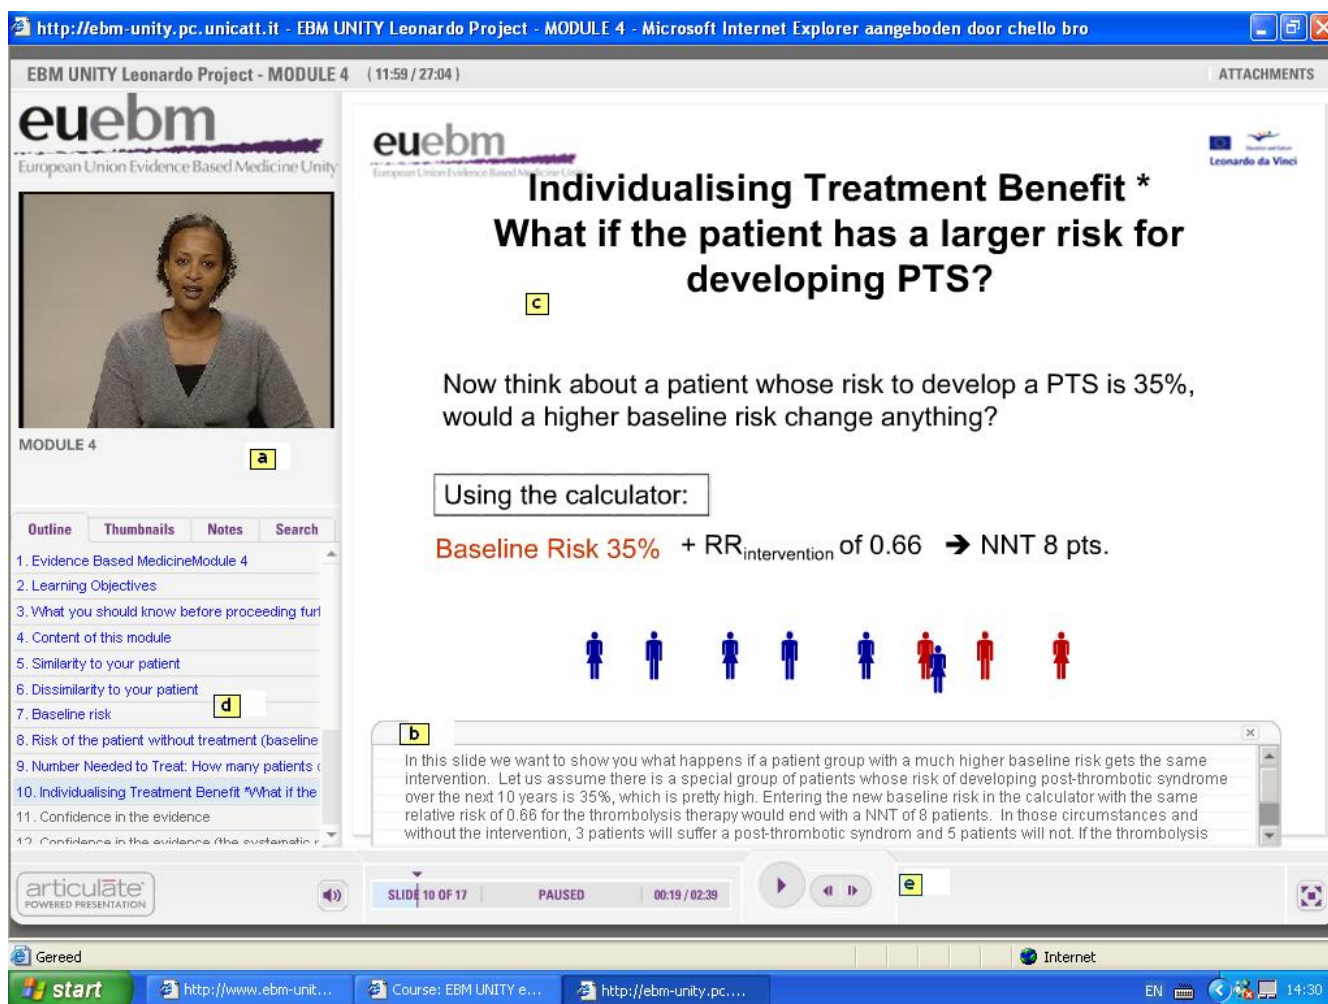 http://ebm-unity.pc.unicatt.it - EBM UNITY Leonardo Project - MODULE 4 - Microsoft Internet Explorer aangeboden door chello bro
EBM UNITY Leonardo Project - MODULE 4 ( 11:59 / 27:04 )
ATTACHMENTS
euebm
European Union Evidence Based Medicine Unity
MODULE 4
a
Outline Thumbnails Notes Search
1. Evidence Based MedicineModule 4
2. Learning Objectives
3. What you should know before proceeding furt
4. Content of this module
5. Similarity to your patient
6. Dissimilarity to your patient
d
7. Baseline risk
8. Risk of the patient without treatment (baseline
9. Number Needed to Treat: How many patients
10. Individualising Treatment Benefit *What if the
11. Confidence in the evidence
12. Confidence in the evidence (the systematic r
euebm
European Union Evidence Based Medicine Unity
Leonardo da Vinci
Individualising Treatment Benefit *
What if the patient has a larger risk for
developing PTS?
c
Now think about a patient whose risk to develop a PTS is 35%,
would a higher baseline risk change anything?
Using the calculator:
Baseline Risk 35% + RRintervention of 0.66 ➔ NNT 8 pts.
b
In this slide we want to show you what happens if a patient group with a much higher baseline risk gets the same
intervention. Let us assume there is a special group of patients whose risk of developing post-thrombotic syndrome
over the next 10 years is 35%, which is pretty high. Entering the new baseline risk in the calculator with the same
relative risk of 0.66 for the thrombolysis therapy would end with a NNT of 8 patients. In those circumstances and
without the intervention, 3 patients will suffer a post-thrombotic syndrom and 5 patients will not. If the thrombolysis
articulate
POWERED PRESENTATION
SLIDE 10 OF 17 PAUSED 00:19 / 02:39
e
Gereed
Internet
start
http://www.ebm-unit...
Course: EBM UNITY e...
http://ebm-unity.pc....
EN
14:30